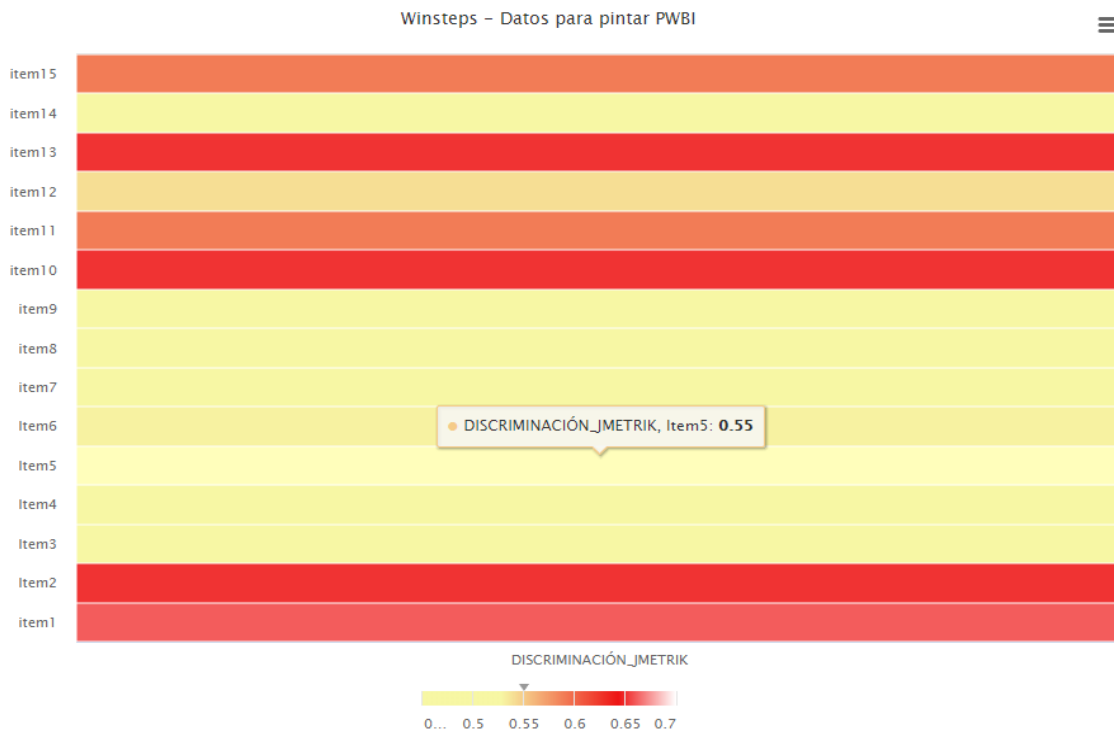 Winsteps – Datos para pintar PWBI
item15
item14
item13
item12
item11
item10
item9
item8
item7
Item6
DISCRIMINACIÓN_JMETRIK, Item5: 0.55
Item5
Item4
Item3
Item2
item1
DISCRIMINACIÓN_JMETRIK
0... 0.5 0.55 0.6 0.65 0.7